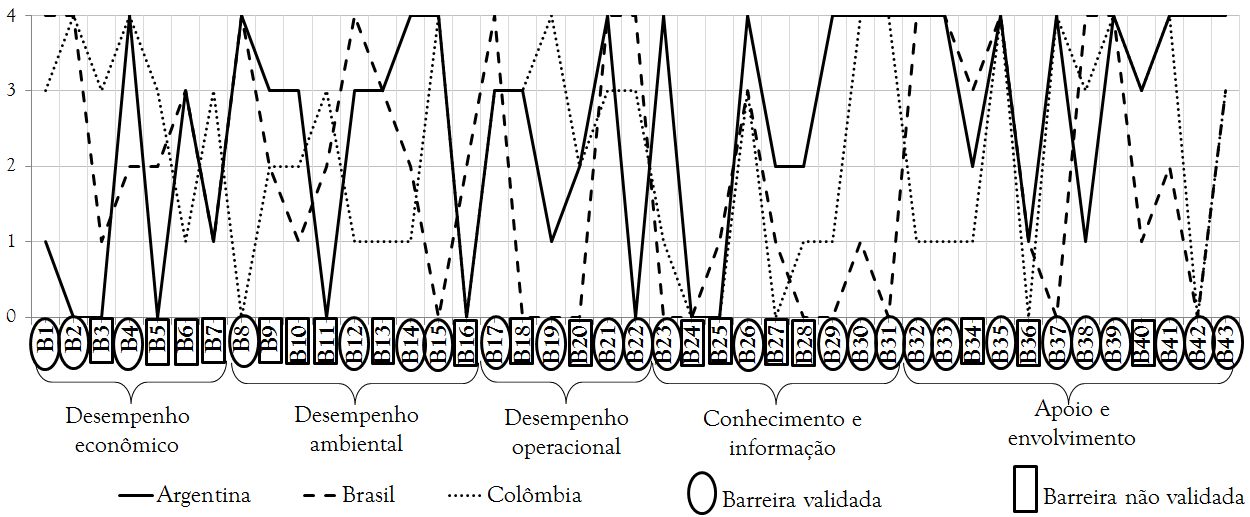 4
3
2
1
0
B1 B2 B3 B4 B5 B6 B7 B8 B9 B10 B11 B12 B13 B14 B15 B16 B17 B18 B19 B20 B21 B22 B23 B24 B25 B26 B27 B28 B29 B30 B31 B32 B33 B34 B35 B36 B37 B38 B39 B40 B41 B42 B43
Desempenho
econômico
Desempenho
ambiental
Desempenho
operacional
Conhecimento e
informação
Apoio e
envolvimento
Argentina
Brasil
Colômbia
Barreira validada
Barreira não validada